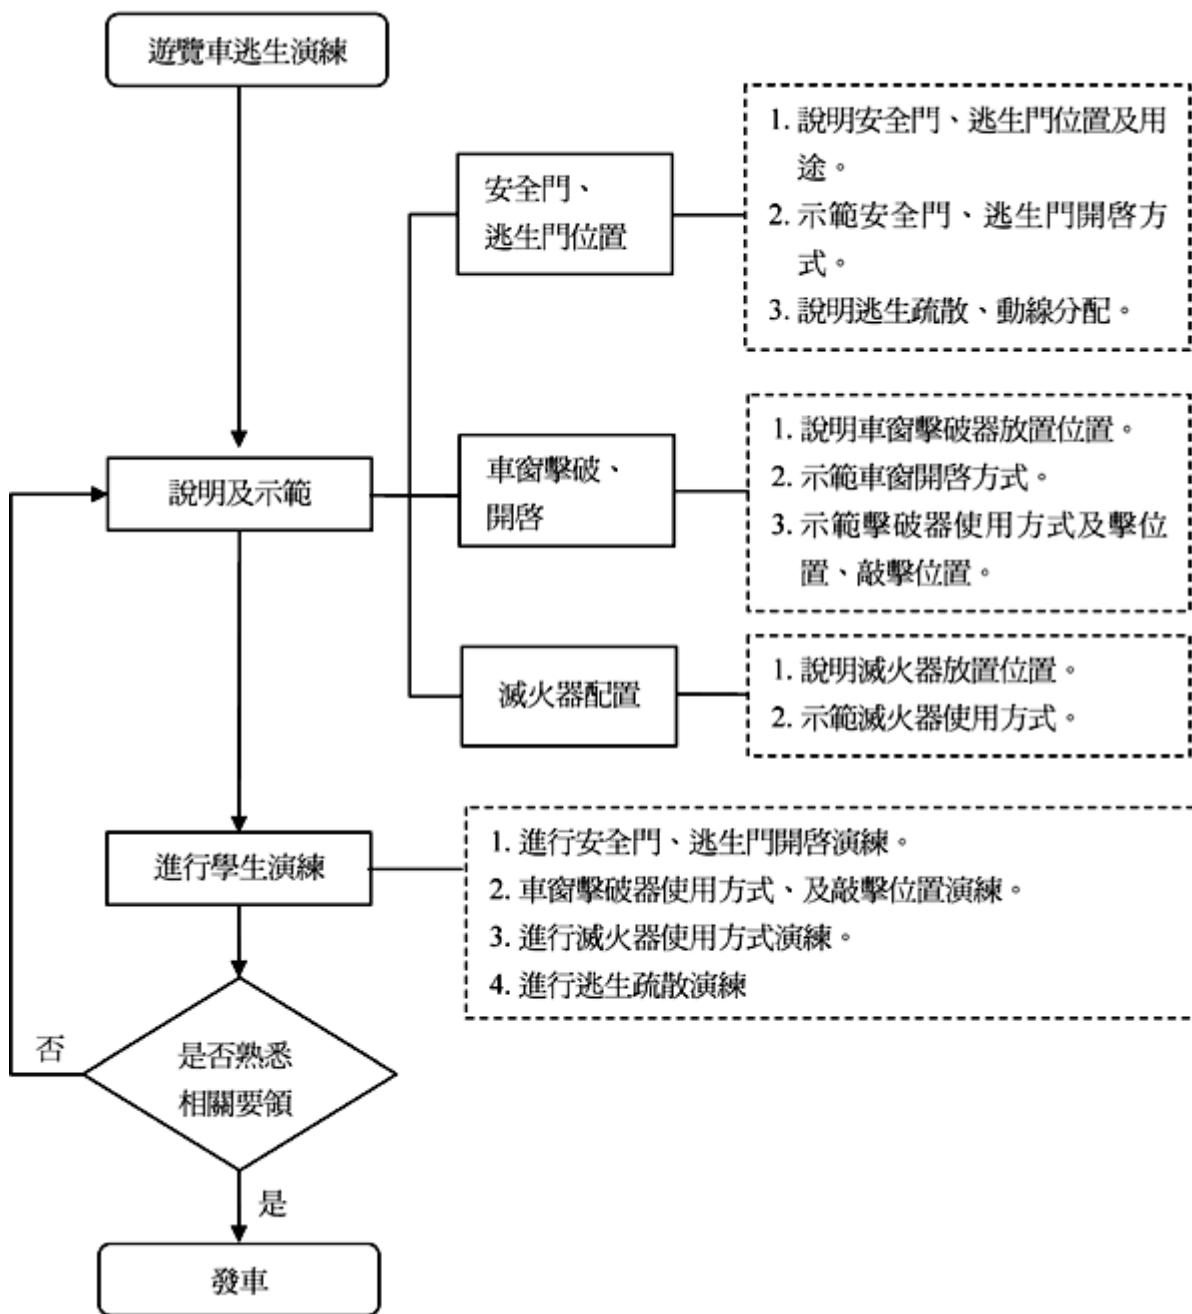 遊覽車逃生演練
1. 說明安全門、逃生門位置及用
途。
2. 示範安全門、逃生門開啓方
式。
3. 說明逃生疏散、動線分配。
安全門、
逃生門位置
說明及示範
車窗擊破、
開啓
1. 說明車窗擊破器放置位置。
2. 示範車窗開啓方式。
3. 示範擊破器使用方式及擊位
置、敲擊位置。
滅火器配置
1. 說明滅火器放置位置。
2. 示範滅火器使用方式。
進行學生演練
1. 進行安全門、逃生門開啓演練。
2. 車窗擊破器使用方式、及敲擊位置演練。
3. 進行滅火器使用方式演練。
4. 進行逃生疏散演練
否
是否熟悉
相關要領
是
發車